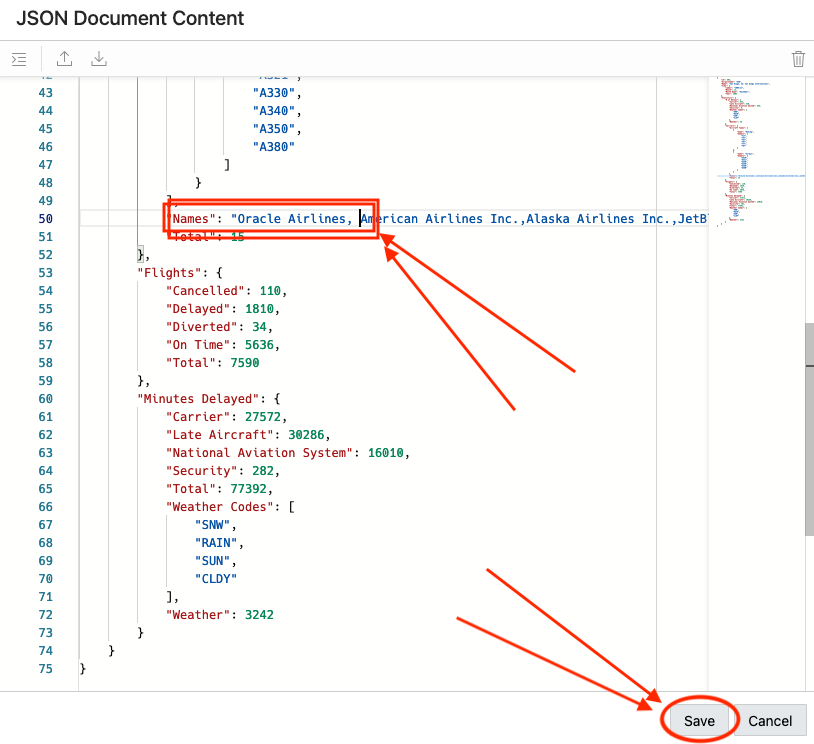 JSON Document Content
42 "A321",
43 "A330",
44 "A340",
45 "A350",
46 "A380"
47 ]
48 }
49 ],
50 "Names": "Oracle Airlines, American Airlines Inc.,Alaska Airlines Inc.,JetB
51 "Total": 15
52 },
53 "Flights": {
54 "Cancelled": 110,
55 "Delayed": 1810,
56 "Diverted": 34,
57 "On Time": 5636,
58 "Total": 7590
59 },
60 "Minutes Delayed": {
61 "Carrier": 27572,
62 "Late Aircraft": 30286,
63 "National Aviation System": 16010,
64 "Security": 282,
65 "Total": 77392,
66 "Weather Codes": [
67 "SNW",
68 "RAIN",
69 "SUN",
70 "CLDY"
71 ],
72 "Weather": 3242
73 }
74 }
75 }
Save Cancel